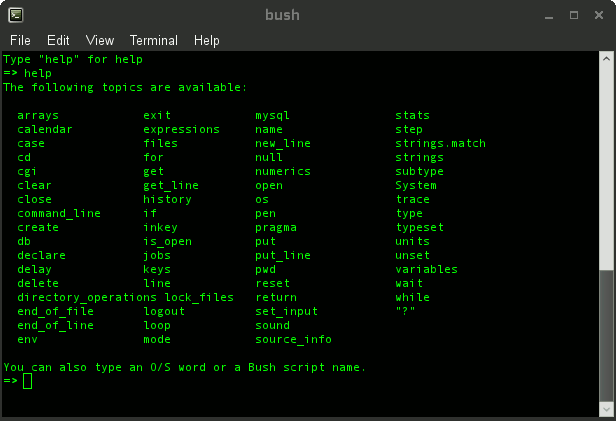 bush
File Edit View Terminal Help
Type "help" for help
=> help
The following topics are available:
arrays exit mysql stats
calendar expressions name step
case files new_line strings.match
cd for null strings
cgi get numerics subtype
clear get_line open System
close history os trace
command_line if pen type
create inkey pragma typeset
db is_open put units
declare jobs put_line unset
delay keys pwd variables
delete line reset wait
directory_operations lock_files return while
end_of_file logout set_input "?"
end_of_line loop sound
env mode source_info
You can also type an O/S word or a Bush script name.
=>